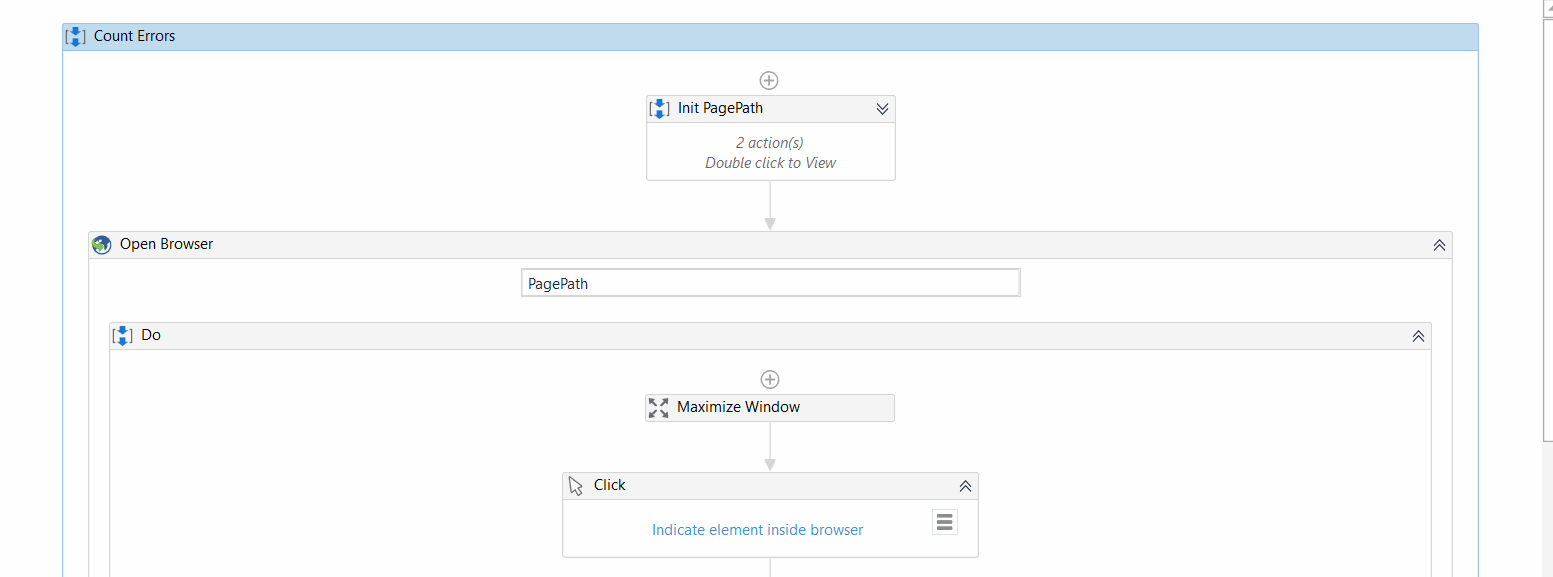 Count Errors
Init PagePath
2 action(s)
Double click to View
Open Browser
PagePath
Do
Maximize Window
Click
Indicate element inside browser